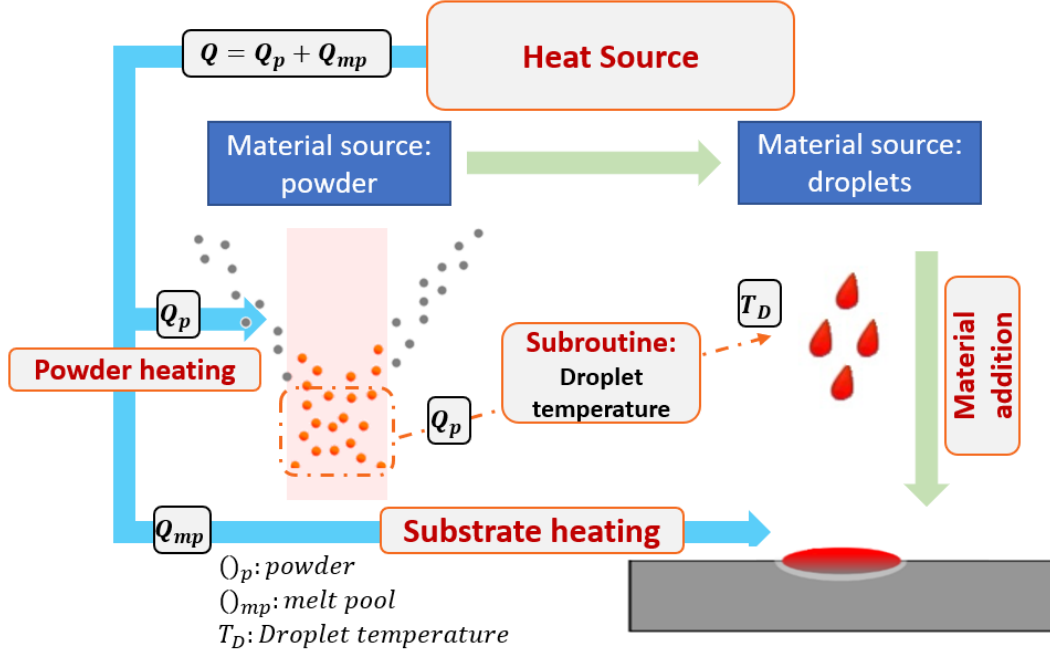 Q = Q_p + Q_mp
Heat Source
Material source:
powder
Material source:
droplets
Q_p
T_D
Powder heating
Subroutine:
Droplet
temperature
Q_p
Material
addition
Q_mp
Substrate heating
()_p: powder
()_mp: melt pool
T_D: Droplet temperature